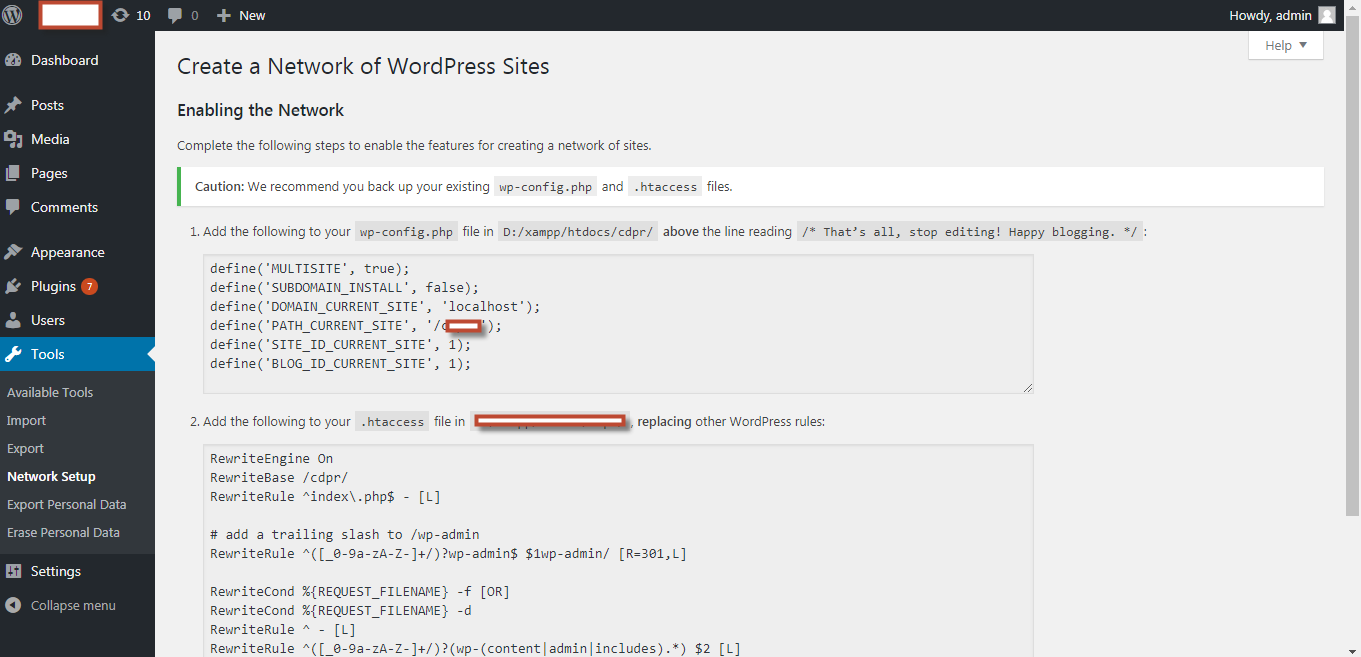 10 0 New Howdy, admin
Help
Dashboard
Posts
Media
Pages
Comments
Appearance
Plugins 7
Users
Tools
Available Tools
Import
Export
Network Setup
Export Personal Data
Erase Personal Data
Settings
Collapse menu
Create a Network of WordPress Sites
Enabling the Network
Complete the following steps to enable the features for creating a network of sites.
Caution: We recommend you back up your existing wp-config.php and .htaccess files.
1. Add the following to your wp-config.php file in D:/xampp/htdocs/cdpr/ above the line reading /* That’s all, stop editing! Happy blogging. */ :
define('MULTISITE', true);
define('SUBDOMAIN_INSTALL', false);
define('DOMAIN_CURRENT_SITE', 'localhost');
define('PATH_CURRENT_SITE', '/ ');
define('SITE_ID_CURRENT_SITE', 1);
define('BLOG_ID_CURRENT_SITE', 1);
2. Add the following to your .htaccess file in , replacing other WordPress rules:
RewriteEngine On
RewriteBase /cdpr/
RewriteRule ^index\.php$ - [L]
# add a trailing slash to /wp-admin
RewriteRule ^([_0-9a-zA-Z-]+/)?wp-admin$ $1wp-admin/ [R=301,L]
RewriteCond %{REQUEST_FILENAME} -f [OR]
RewriteCond %{REQUEST_FILENAME} -d
RewriteRule ^ - [L]
RewriteRule ^([_0-9a-zA-Z-]+/)?(wp-(content|admin|includes).*) $2 [L]